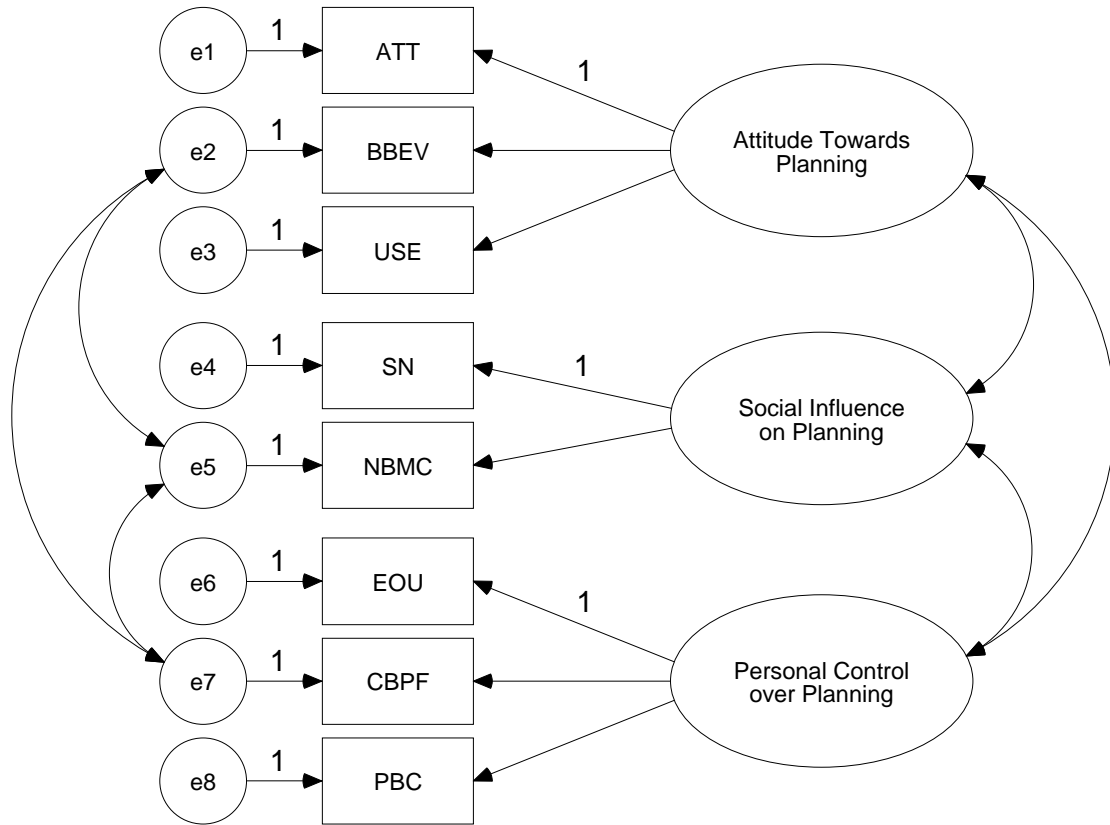 e1
1
ATT
1
Attitude Towards
Planning
e2
1
BBEV
e3
1
USE
e4
1
SN
1
Social Influence
on Planning
e5
1
NBMC
e6
1
EOU
1
Personal Control
over Planning
e7
1
CBPF
e8
1
PBC